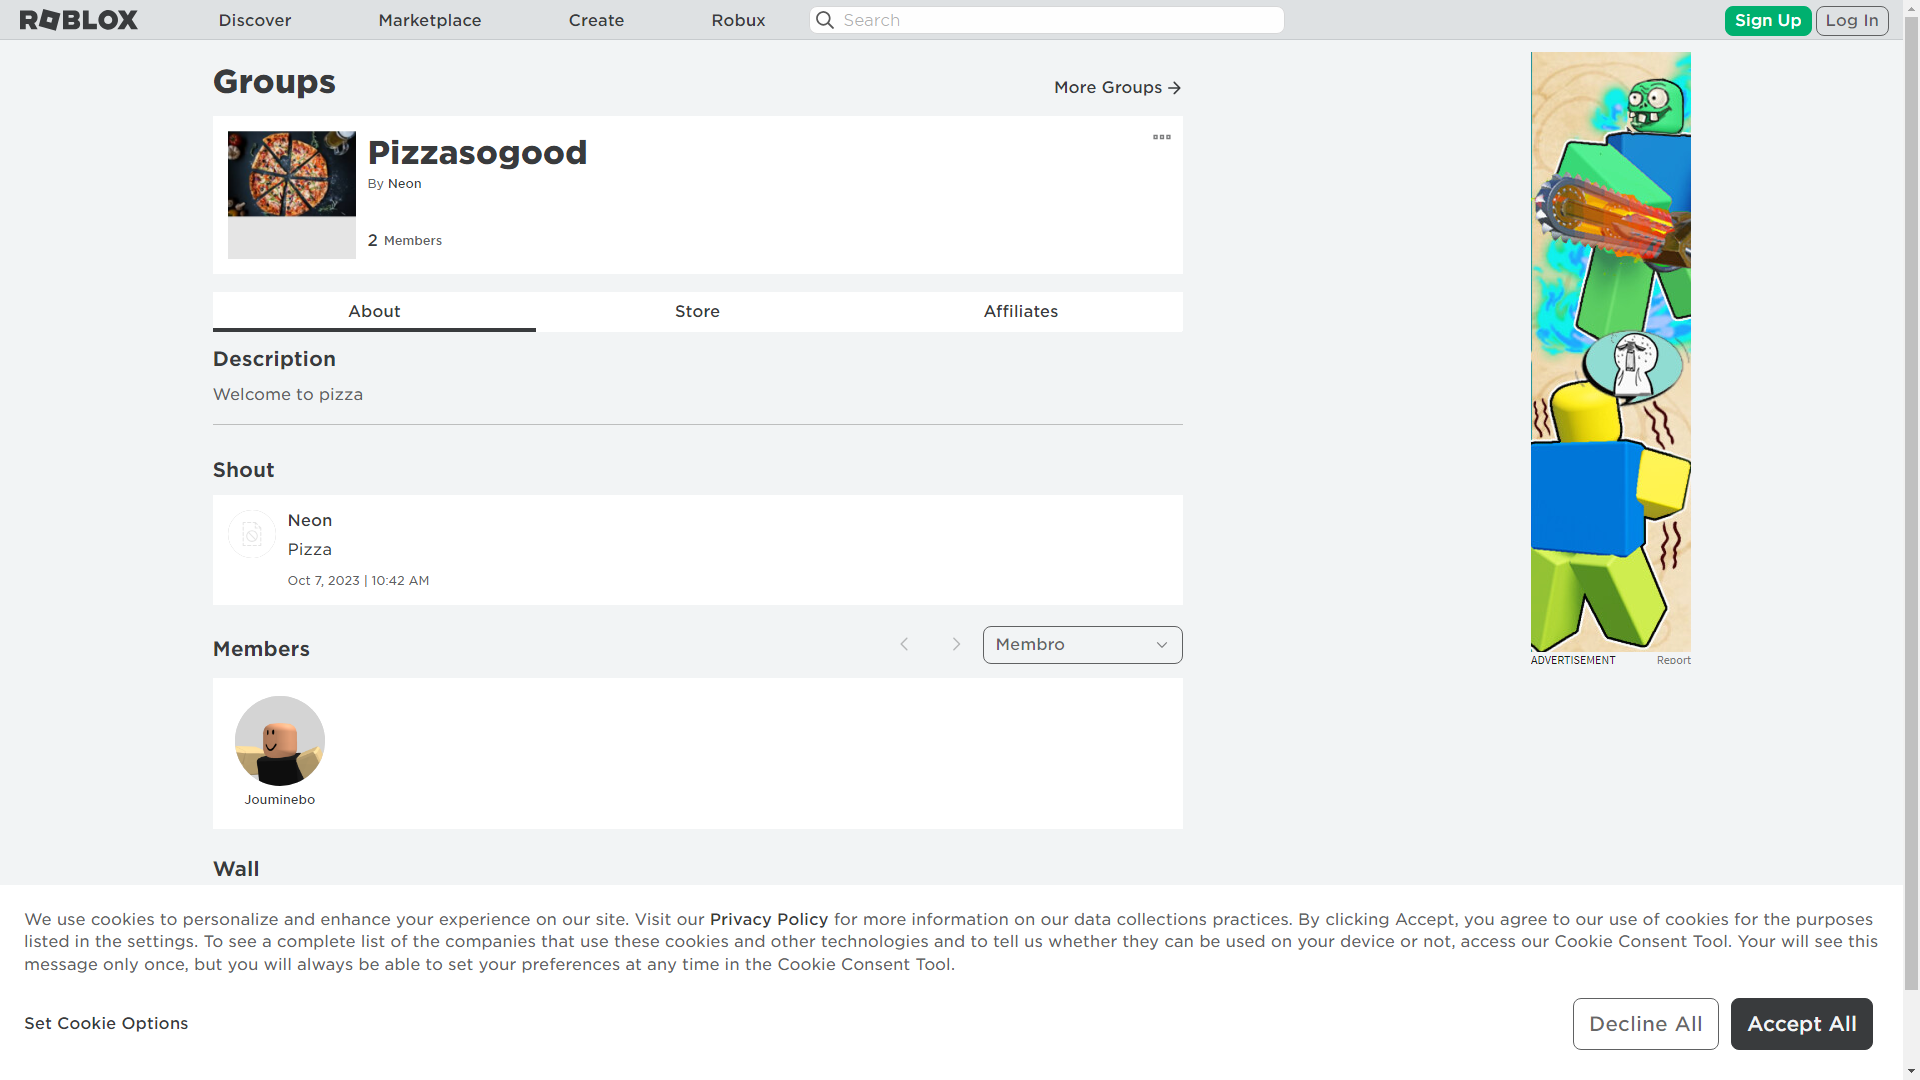 ROBLOX
Discover
Marketplace
Create
Robux
Search
Sign Up
Log In
Groups
More Groups
Pizzasogood
By Neon
2 Members
About
Store
Affiliates
Description
Welcome to pizza
Shout
Neon
Pizza
Oct 7, 2023 | 10:42 AM
Members
Membro
Jouminebo
Wall
ADVERTISEMENT
Report
We use cookies to personalize and enhance your experience on our site. Visit our Privacy Policy for more information on our data collections practices. By clicking Accept, you agree to our use of cookies for the purposes
listed in the settings. To see a complete list of the companies that use these cookies and other technologies and to tell us whether they can be used on your device or not, access our Cookie Consent Tool. Your will see this
message only once, but you will always be able to set your preferences at any time in the Cookie Consent Tool.
Set Cookie Options
Decline All
Accept All